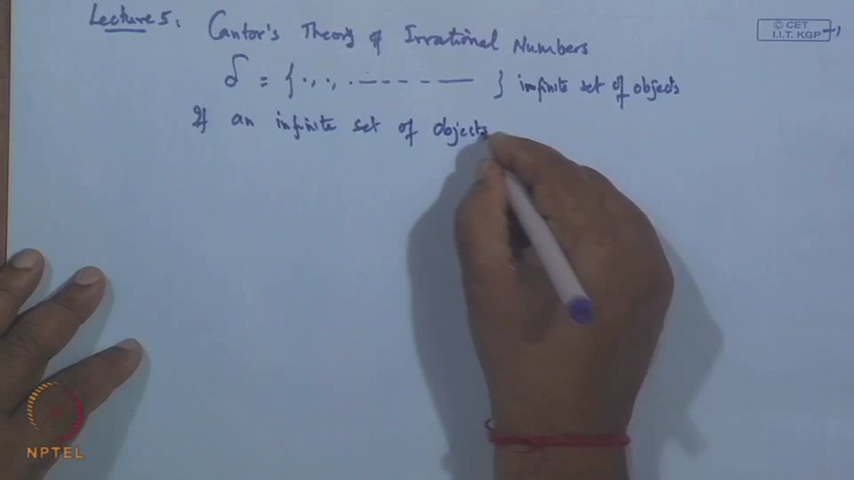 Lecture 5. Cantor's Theory of Irrational Numbers
© CET
I.I.T. KGP
S = { ., ., . - - - - - } infinite set of objects
If an infinite set of objects
NPTEL